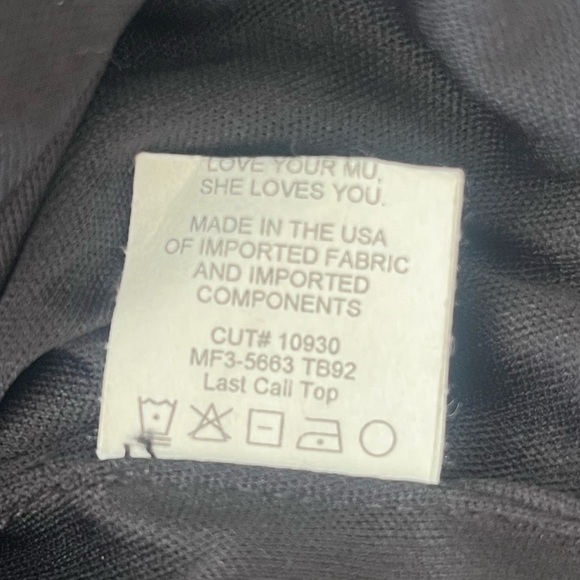 LOVE YOUR MU,
SHE LOVES YOU.
MADE IN THE USA
OF IMPORTED FABRIC
AND IMPORTED
COMPONENTS
CUT# 10930
MF3-5663 TB92
Last Call Top